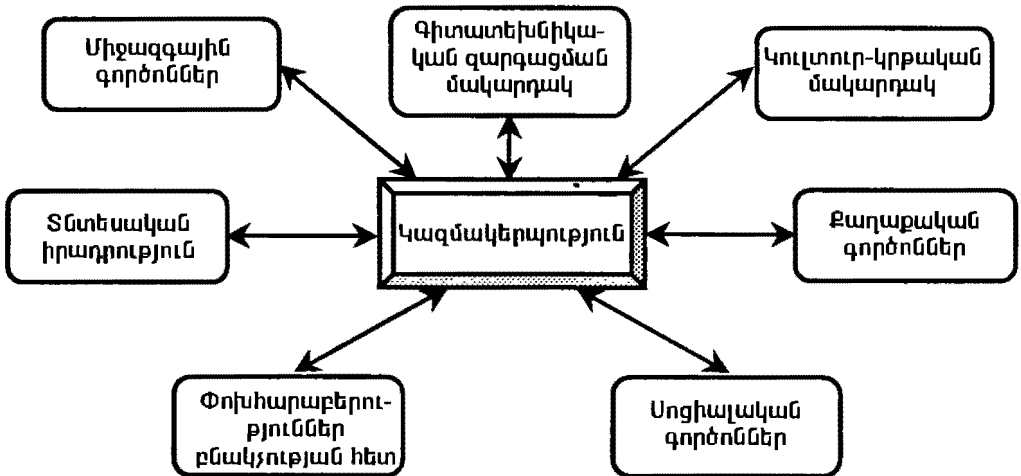 Միջազգային
գործոններ
Գիտատեխնիկա-
կան զարգացման
մակարդակ
Կուլտուր-կրթական
մակարդակ
Տնտեսական
իրադրություն
Կազմակերպություն
Քաղաքական
գործոններ
Փոխհարաբերու-
թյուններ
բնակչության հետ
Սոցիալական
գործոններ